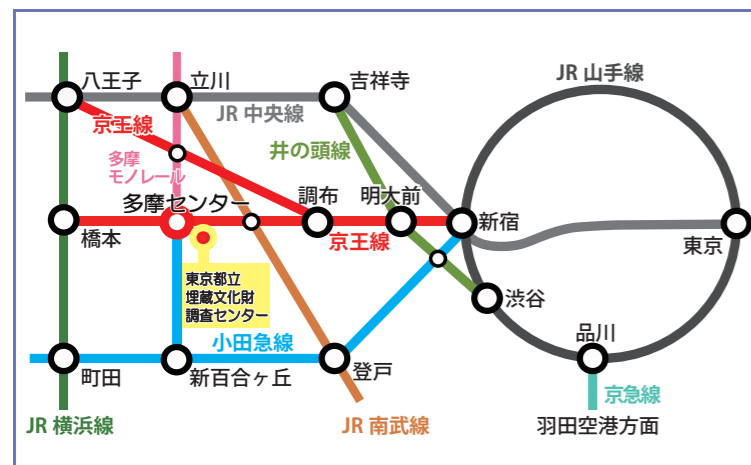 八王子
立川
吉祥寺
JR 山手線
JR 中央線
京王線
井の頭線
多摩
モノレール
多摩センター
調布
明大前
新宿
橋本
京王線
東京
東京都立
埋蔵文化財
調査センター
渋谷
小田急線
品川
町田
新百合ヶ丘
登戸
京急線
JR 横浜線
JR 南武線
羽田空港方面